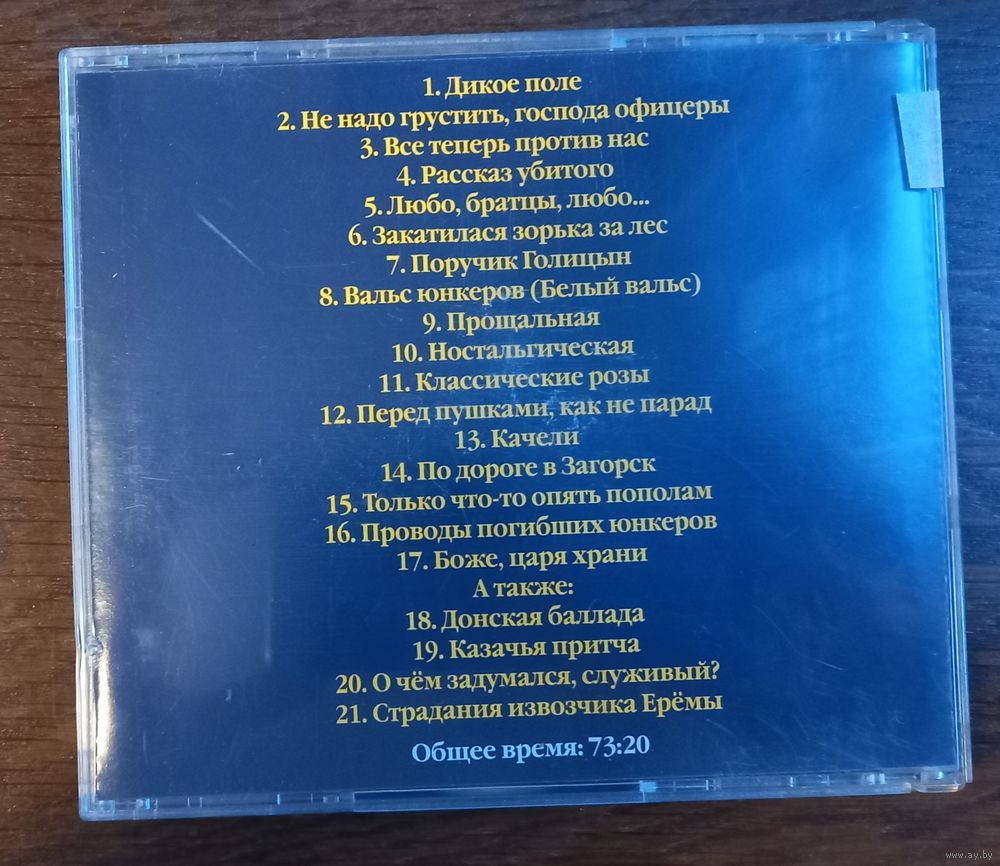 1. Дикое поле
2. Не надо грустить, господа офицеры
3. Все теперь против нас
4. Рассказ убитого
5. Любо, братцы, любо...
6. Закатилася зорька за лес
7. Поручик Голицын
8. Вальс юнкеров (Белый вальс)
9. Прощальная
10. Ностальгическая
11. Классические розы
12. Перед пушками, как не парад
13. Качели
14. По дороге в Загорск
15. Только что-то опять пополам
16. Проводы погибших юнкеров
17. Боже, царя храни
А также:
18. Донская баллада
19. Казачья притча
20. О чём задумался, служивый?
21. Страдания извозчика Ерёмы
Общее время: 73:20
www.ay.by